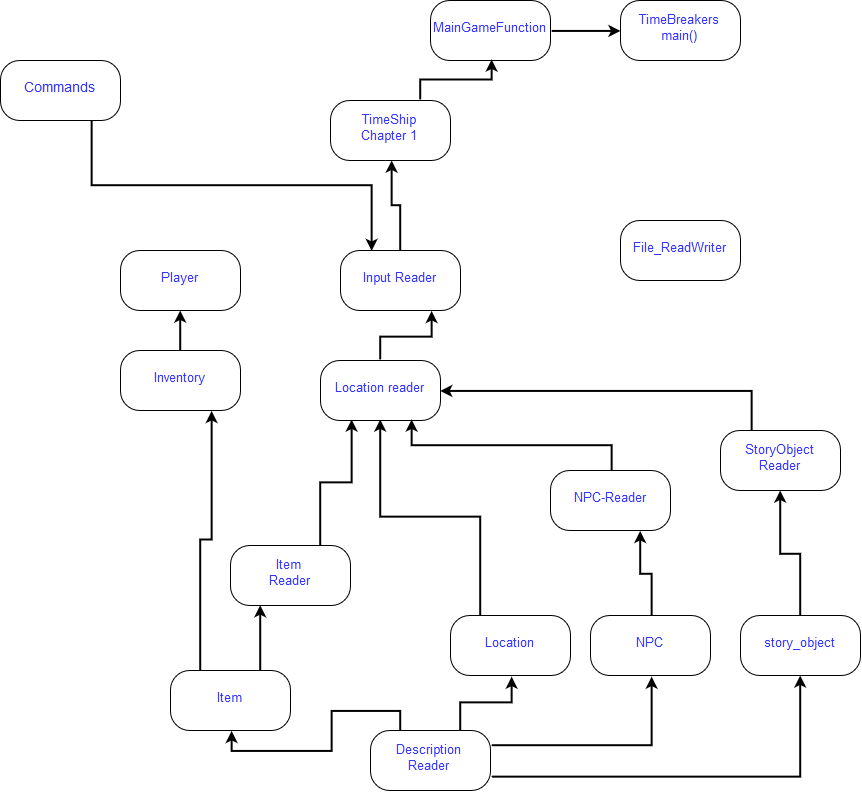 MainGameFunction
TimeBreakers
main()
Commands
TimeShip
Chapter 1
File_ReadWriter
Player
Input Reader
Inventory
Location reader
StoryObject
Reader
NPC-Reader
Item
Reader
Location
NPC
story_object
Item
Description
Reader